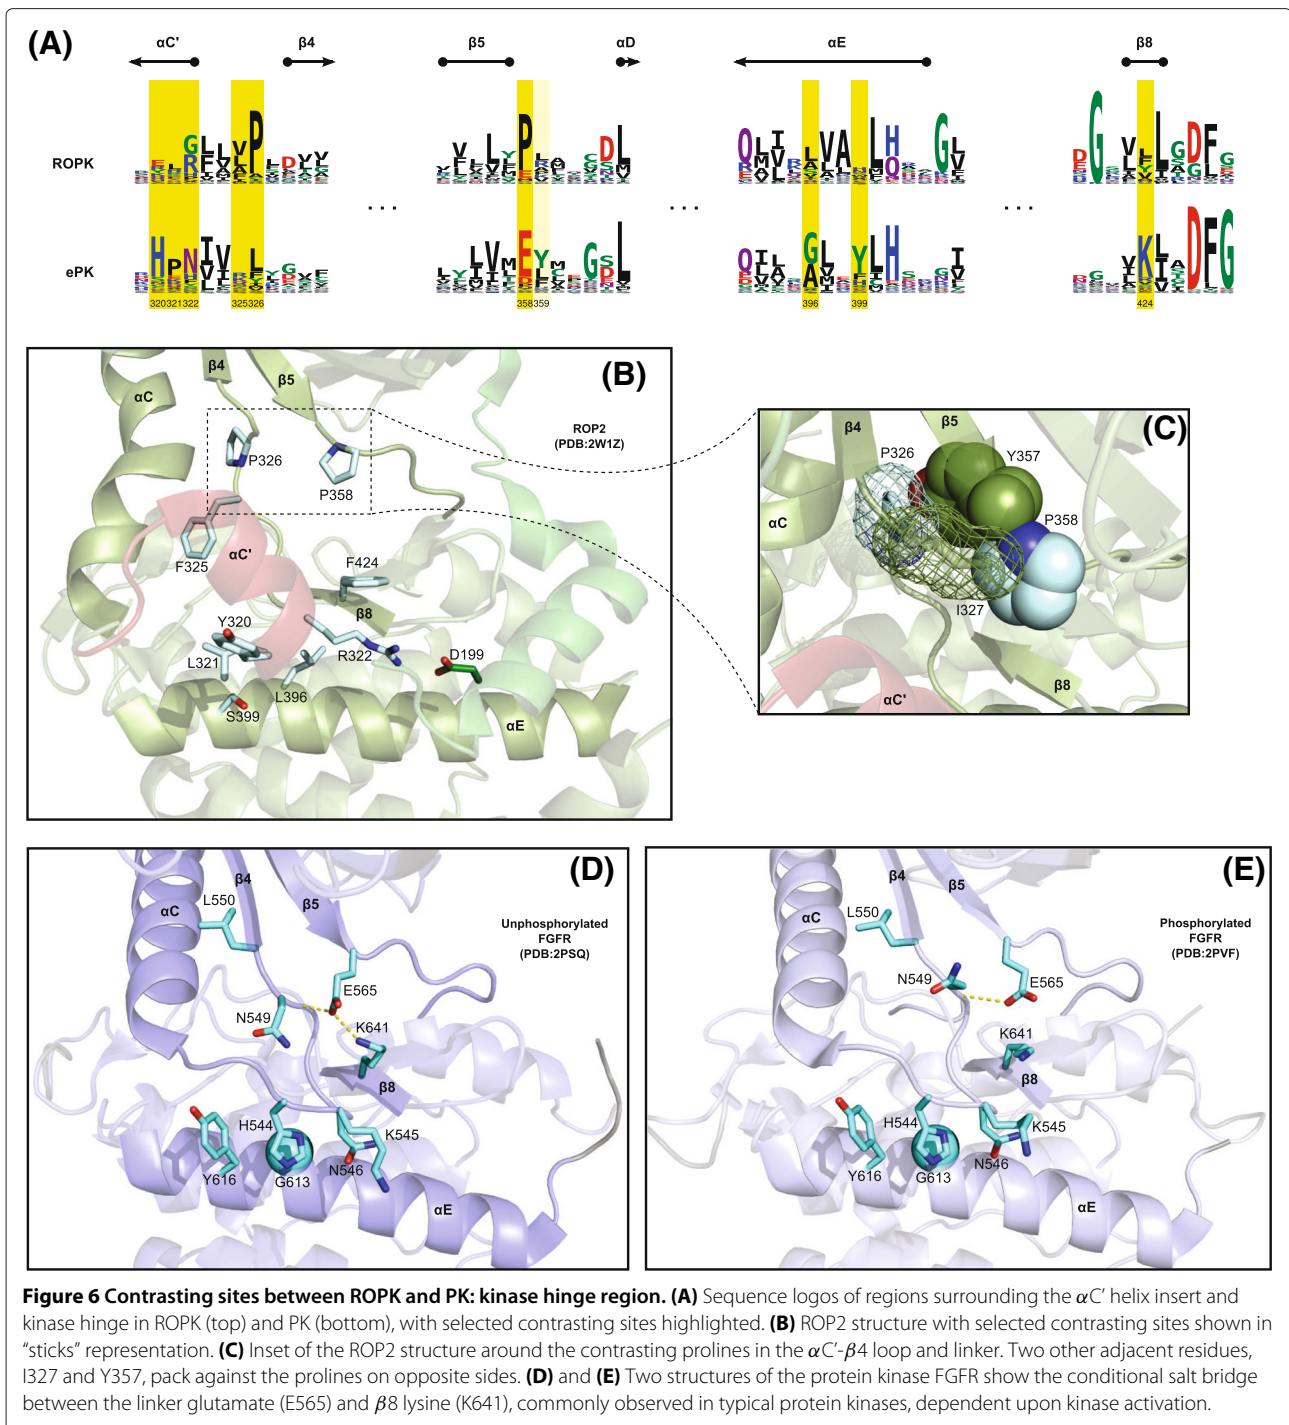 (A)
αC' β4 β5 αD αE β8
ROPK
... ... ...
ePK
320 321 322 325 326 358 359 396 399 424
(B)
β4
β5
αC
ROP2
(PDB:2W1Z)
P326
P358
αC'
F325
F424
β8
Y320
L321
R322
D199
L396
S399
αE
(C)
β4
β5
P326
Y357
αC
P358
I327
β8
αC'
(D)
β4
L550
αC
β5
Unphosphorylated
FGFR
(PDB:2PSQ)
E565
N549
K641
β8
H544
K545
Y616
G613
N546
αE
(E)
β4
β5
αC
L550
Phosphorylated
FGFR
(PDB:2PVF)
N549
E565
K641
β8
H544
K545
Y616
G613
N546
αE
Figure 6 Contrasting sites between ROPK and PK: kinase hinge region. (A) Sequence logos of regions surrounding the αC' helix insert and
kinase hinge in ROPK (top) and PK (bottom), with selected contrasting sites highlighted. (B) ROP2 structure with selected contrasting sites shown in
"sticks" representation. (C) Inset of the ROP2 structure around the contrasting prolines in the αC'-β4 loop and linker. Two other adjacent residues,
I327 and Y357, pack against the prolines on opposite sides. (D) and (E) Two structures of the protein kinase FGFR show the conditional salt bridge
between the linker glutamate (E565) and β8 lysine (K641), commonly observed in typical protein kinases, dependent upon kinase activation.